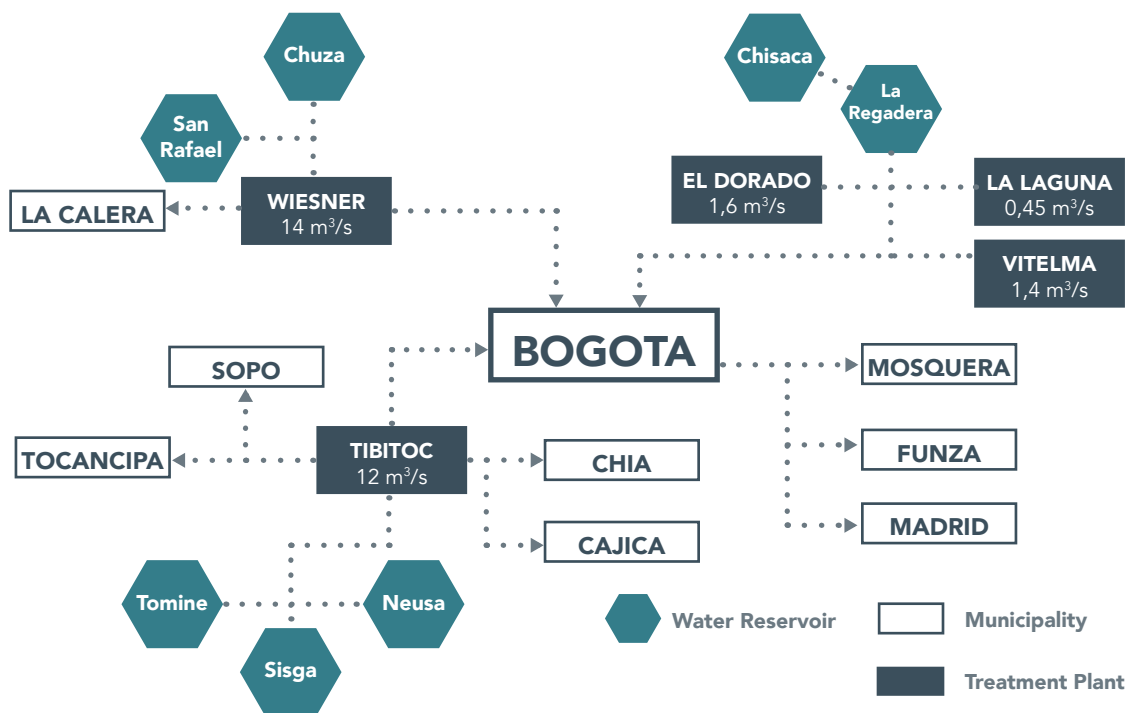 Chuza
Chisaca
La
Regadera
San
Rafael
EL DORADO
1,6 m³/s
LA LAGUNA
0,45 m³/s
LA CALERA
WIESNER
14 m³/s
VITELMA
1,4 m³/s
BOGOTA
SOPO
MOSQUERA
TOCANCIPA
TIBITOC
12 m³/s
CHIA
FUNZA
CAJICA
MADRID
Tomine
Neusa
Sisga
Water Reservoir
Municipality
Treatment Plant